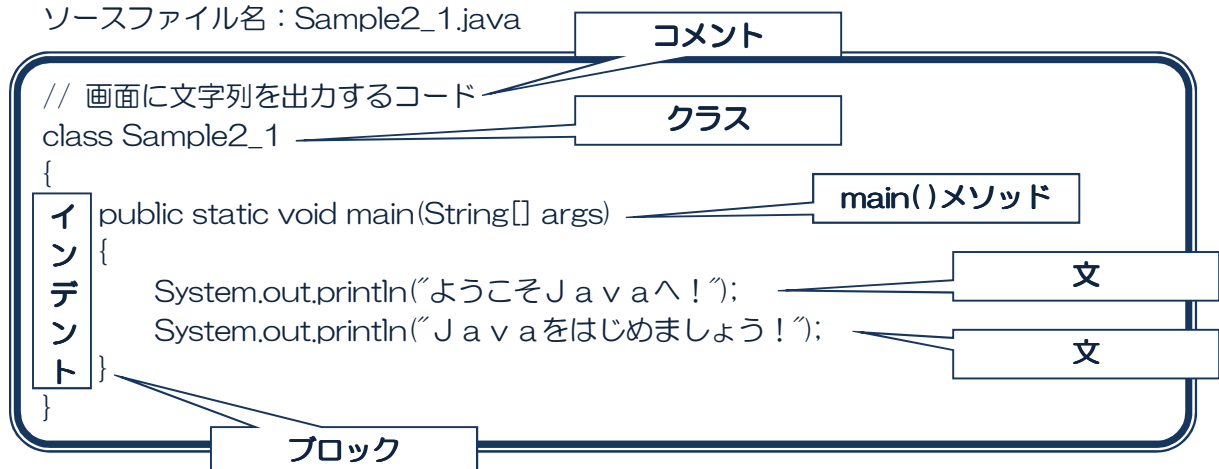 ソースファイル名：Sample2_1.java
コメント
// 画面に文字列を出力するコード
クラス
class Sample2_1
{
main()メソッド
インデント
public static void main(String[] args)
{
文
System.out.println("ようこそＪａｖａへ！");
System.out.println("Ｊａｖａをはじめましょう！");
文
}
}
ブロック